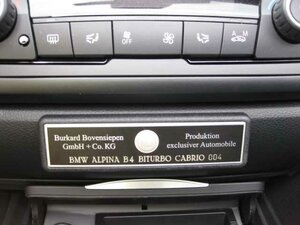 OFF
A M
Burkard Bovensiepen
GmbH + Co. KG
Produktion
exclusiver Automobile
BMW ALPINA B4 BITURBO CABRIO 004